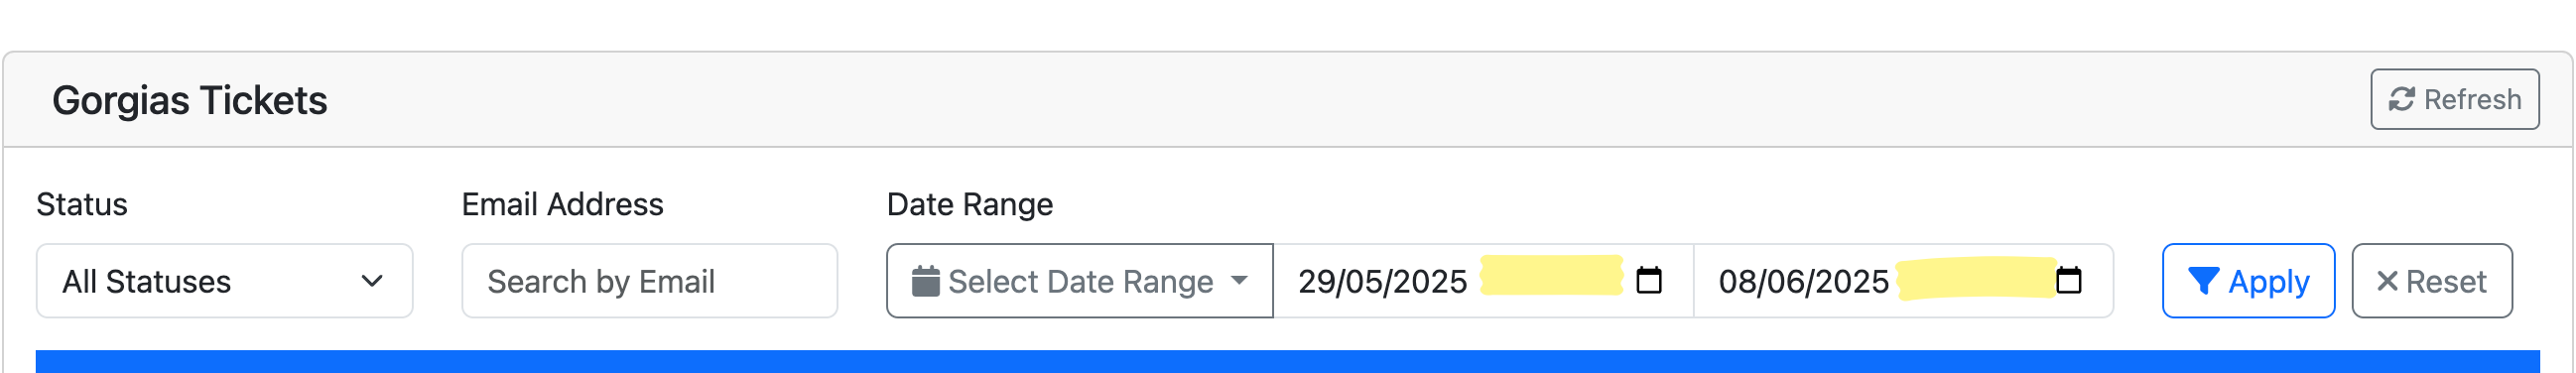 Gorgias Tickets
Refresh
Status
Email Address
Date Range
All Statuses
Search by Email
Select Date Range
29/05/2025
08/06/2025
Apply
Reset